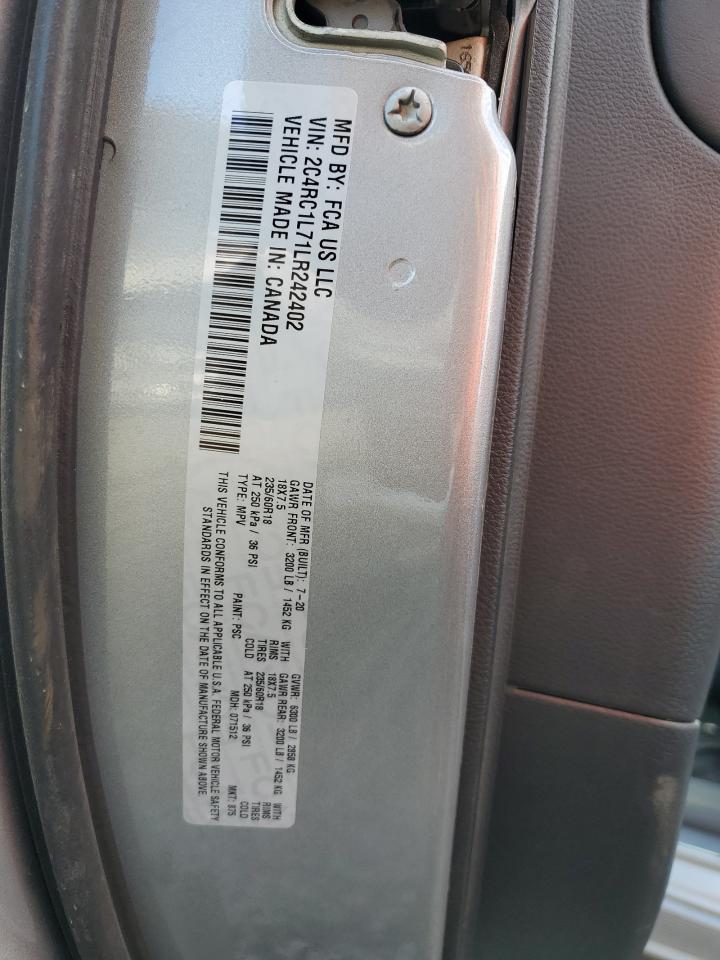 MFD BY: FCA US LLC
VIN: 2C4RC1L71LR242402
VEHICLE MADE IN: CANADA
DATE OF MFR (BUILT): 7-20 GVWR: 6300 LB / 2858 KG
GAWR FRONT: 3200 LB / 1452 KG WITH GAWR REAR: 3200 LB / 1452 KG WITH
18X7.5 RIMS 18X7.5 RIMS
235/60R18 TIRES 235/60R18 TIRES
AT 250 kPa / 36 PSI COLD AT 250 kPa / 36 PSI COLD
TYPE: MPV PAINT: PSC MDH: 071512 MKT: 875
THIS VEHICLE CONFORMS TO ALL APPLICABLE U.S.A. FEDERAL MOTOR VEHICLE SAFETY
STANDARDS IN EFFECT ON THE DATE OF MANUFACTURE SHOWN ABOVE.